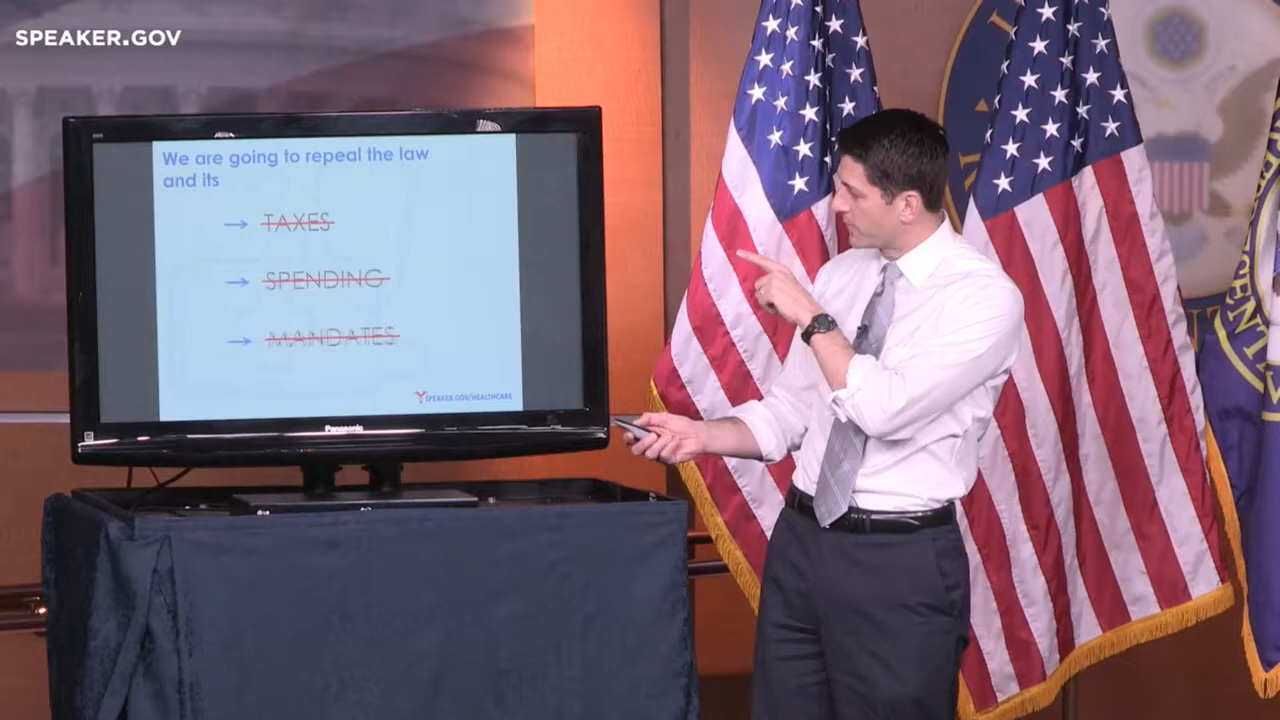 SPEAKER.GOV
We are going to repeal the law
and its
→ TAXES
→ SPENDING
→ MANDATES
SPEAKER.GOV/HEALTHCARE
Panasonic